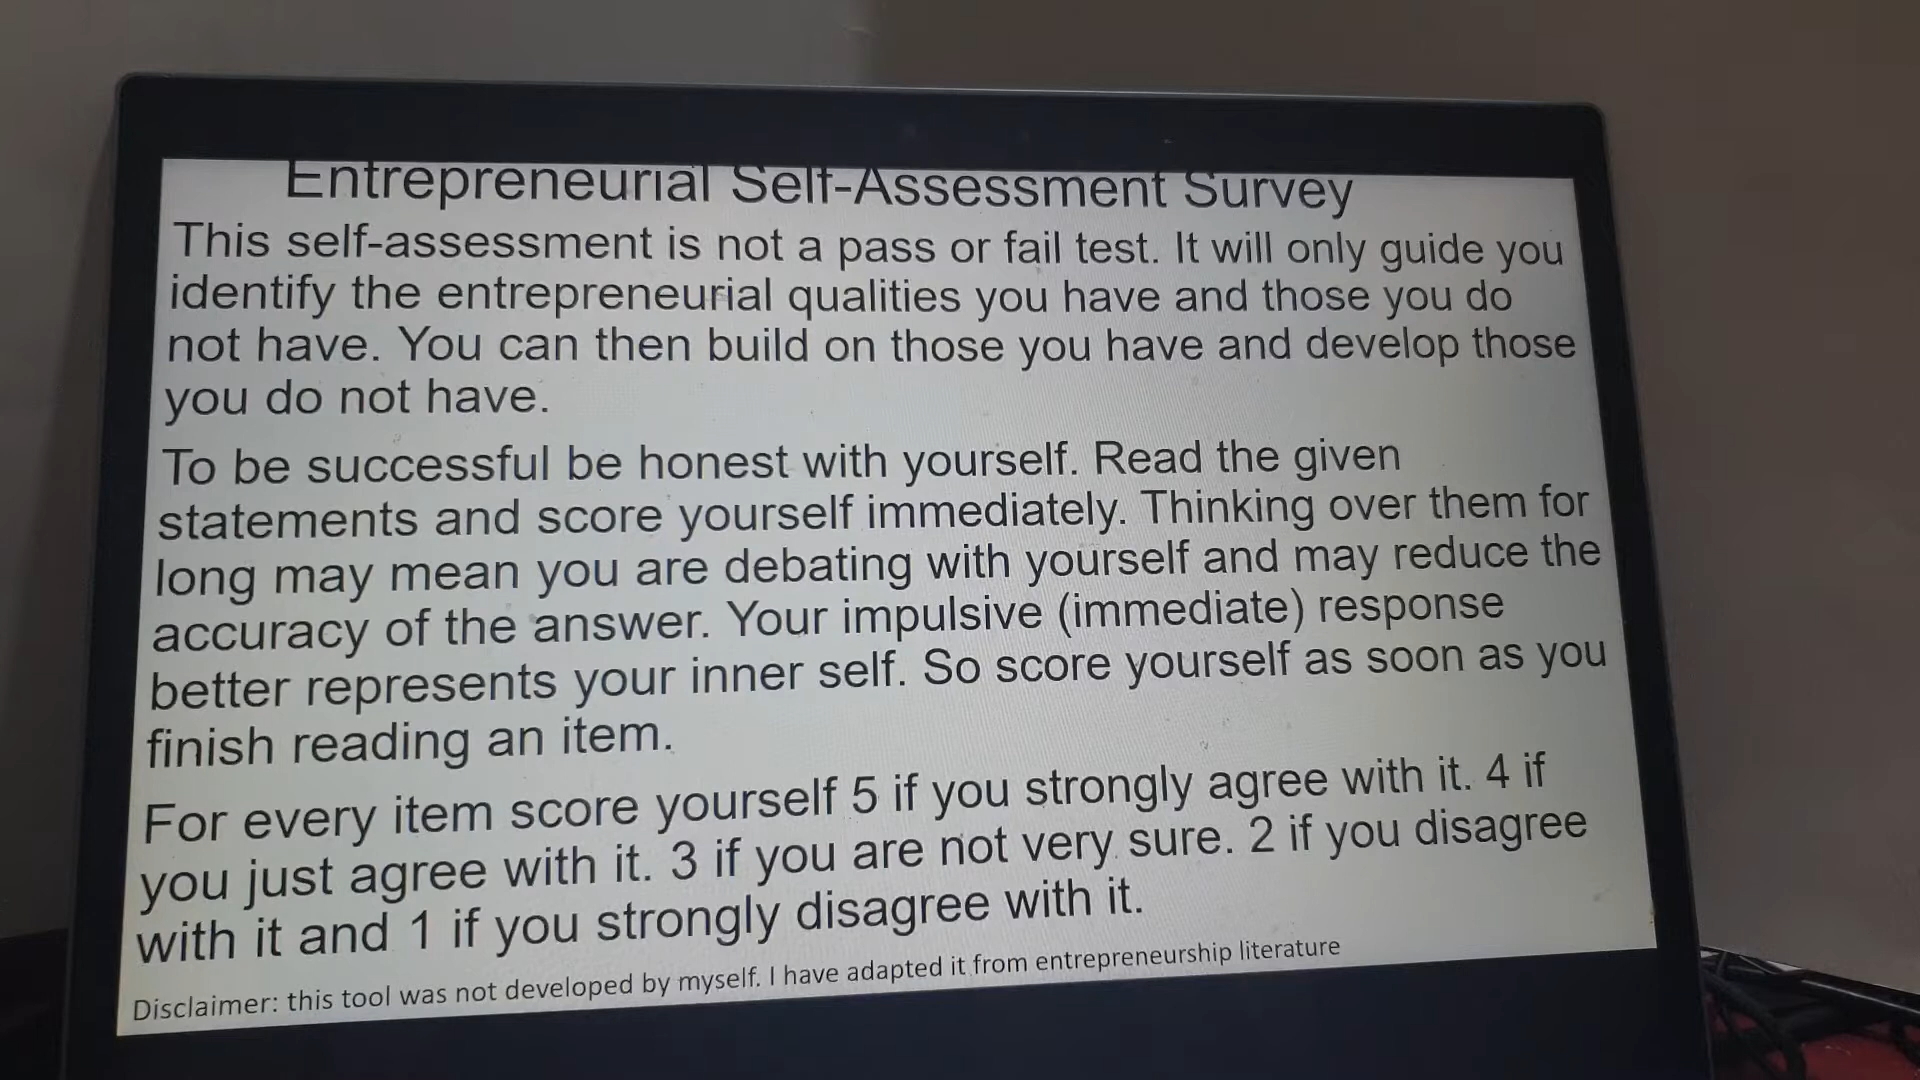 Entrepreneurial Self-Assessment Survey
This self-assessment is not a pass or fail test. It will only guide you
identify the entrepreneurial qualities you have and those you do
not have. You can then build on those you have and develop those
you do not have.
To be successful be honest with yourself. Read the given
statements and score yourself immediately. Thinking over them for
long may mean you are debating with yourself and may reduce the
accuracy of the answer. Your impulsive (immediate) response
better represents your inner self. So score yourself as soon as you
finish reading an item.
For every item score yourself 5 if you strongly agree with it. 4 if
you just agree with it. 3 if you are not very sure. 2 if you disagree
with it and 1 if you strongly disagree with it.
Disclaimer: this tool was not developed by myself. I have adapted it from entrepreneurship literature